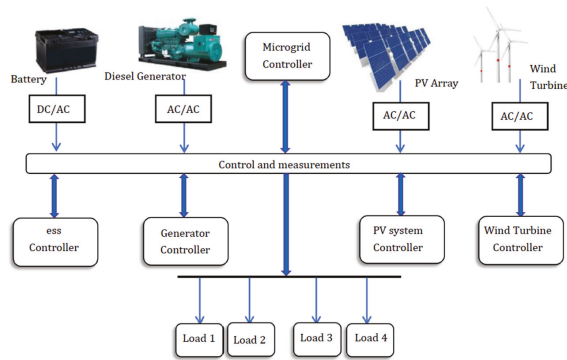 Battery
Diesel Generator
Microgrid
Controller
PV Array
Wind
Turbine
DC/AC
AC/AC
AC/AC
AC/AC
Control and measurements
ess
Controller
Generator
Controller
PV system
Controller
Wind Turbine
Controller
Load 1
Load 2
Load 3
Load 4